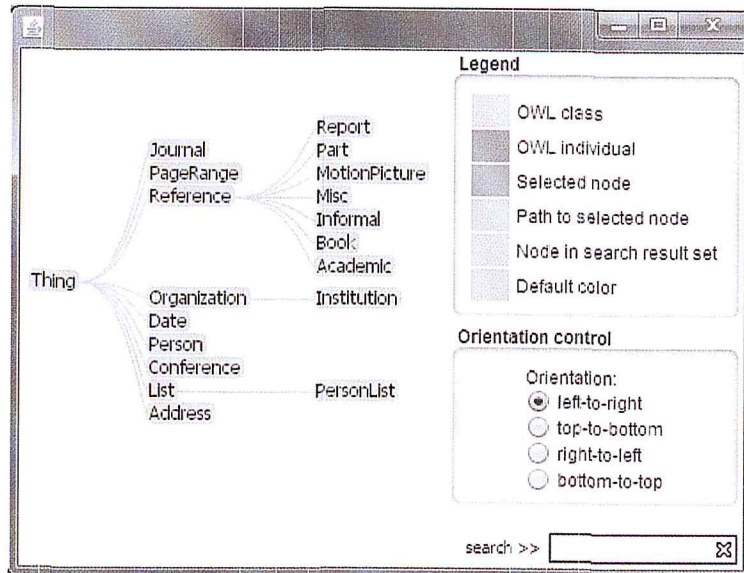 Legend
OWL class
OWL individual
Selected node
Path to selected node
Node in search result set
Default color
Thing
Journal
PageRange
Reference
Organization
Date
Person
Conference
List
Address
Report
Part
MotionPicture
Misc
Informal
Book
Academic
Institution
PersonList
Orientation control
Orientation:
left-to-right
top-to-bottom
right-to-left
bottom-to-top
search >>